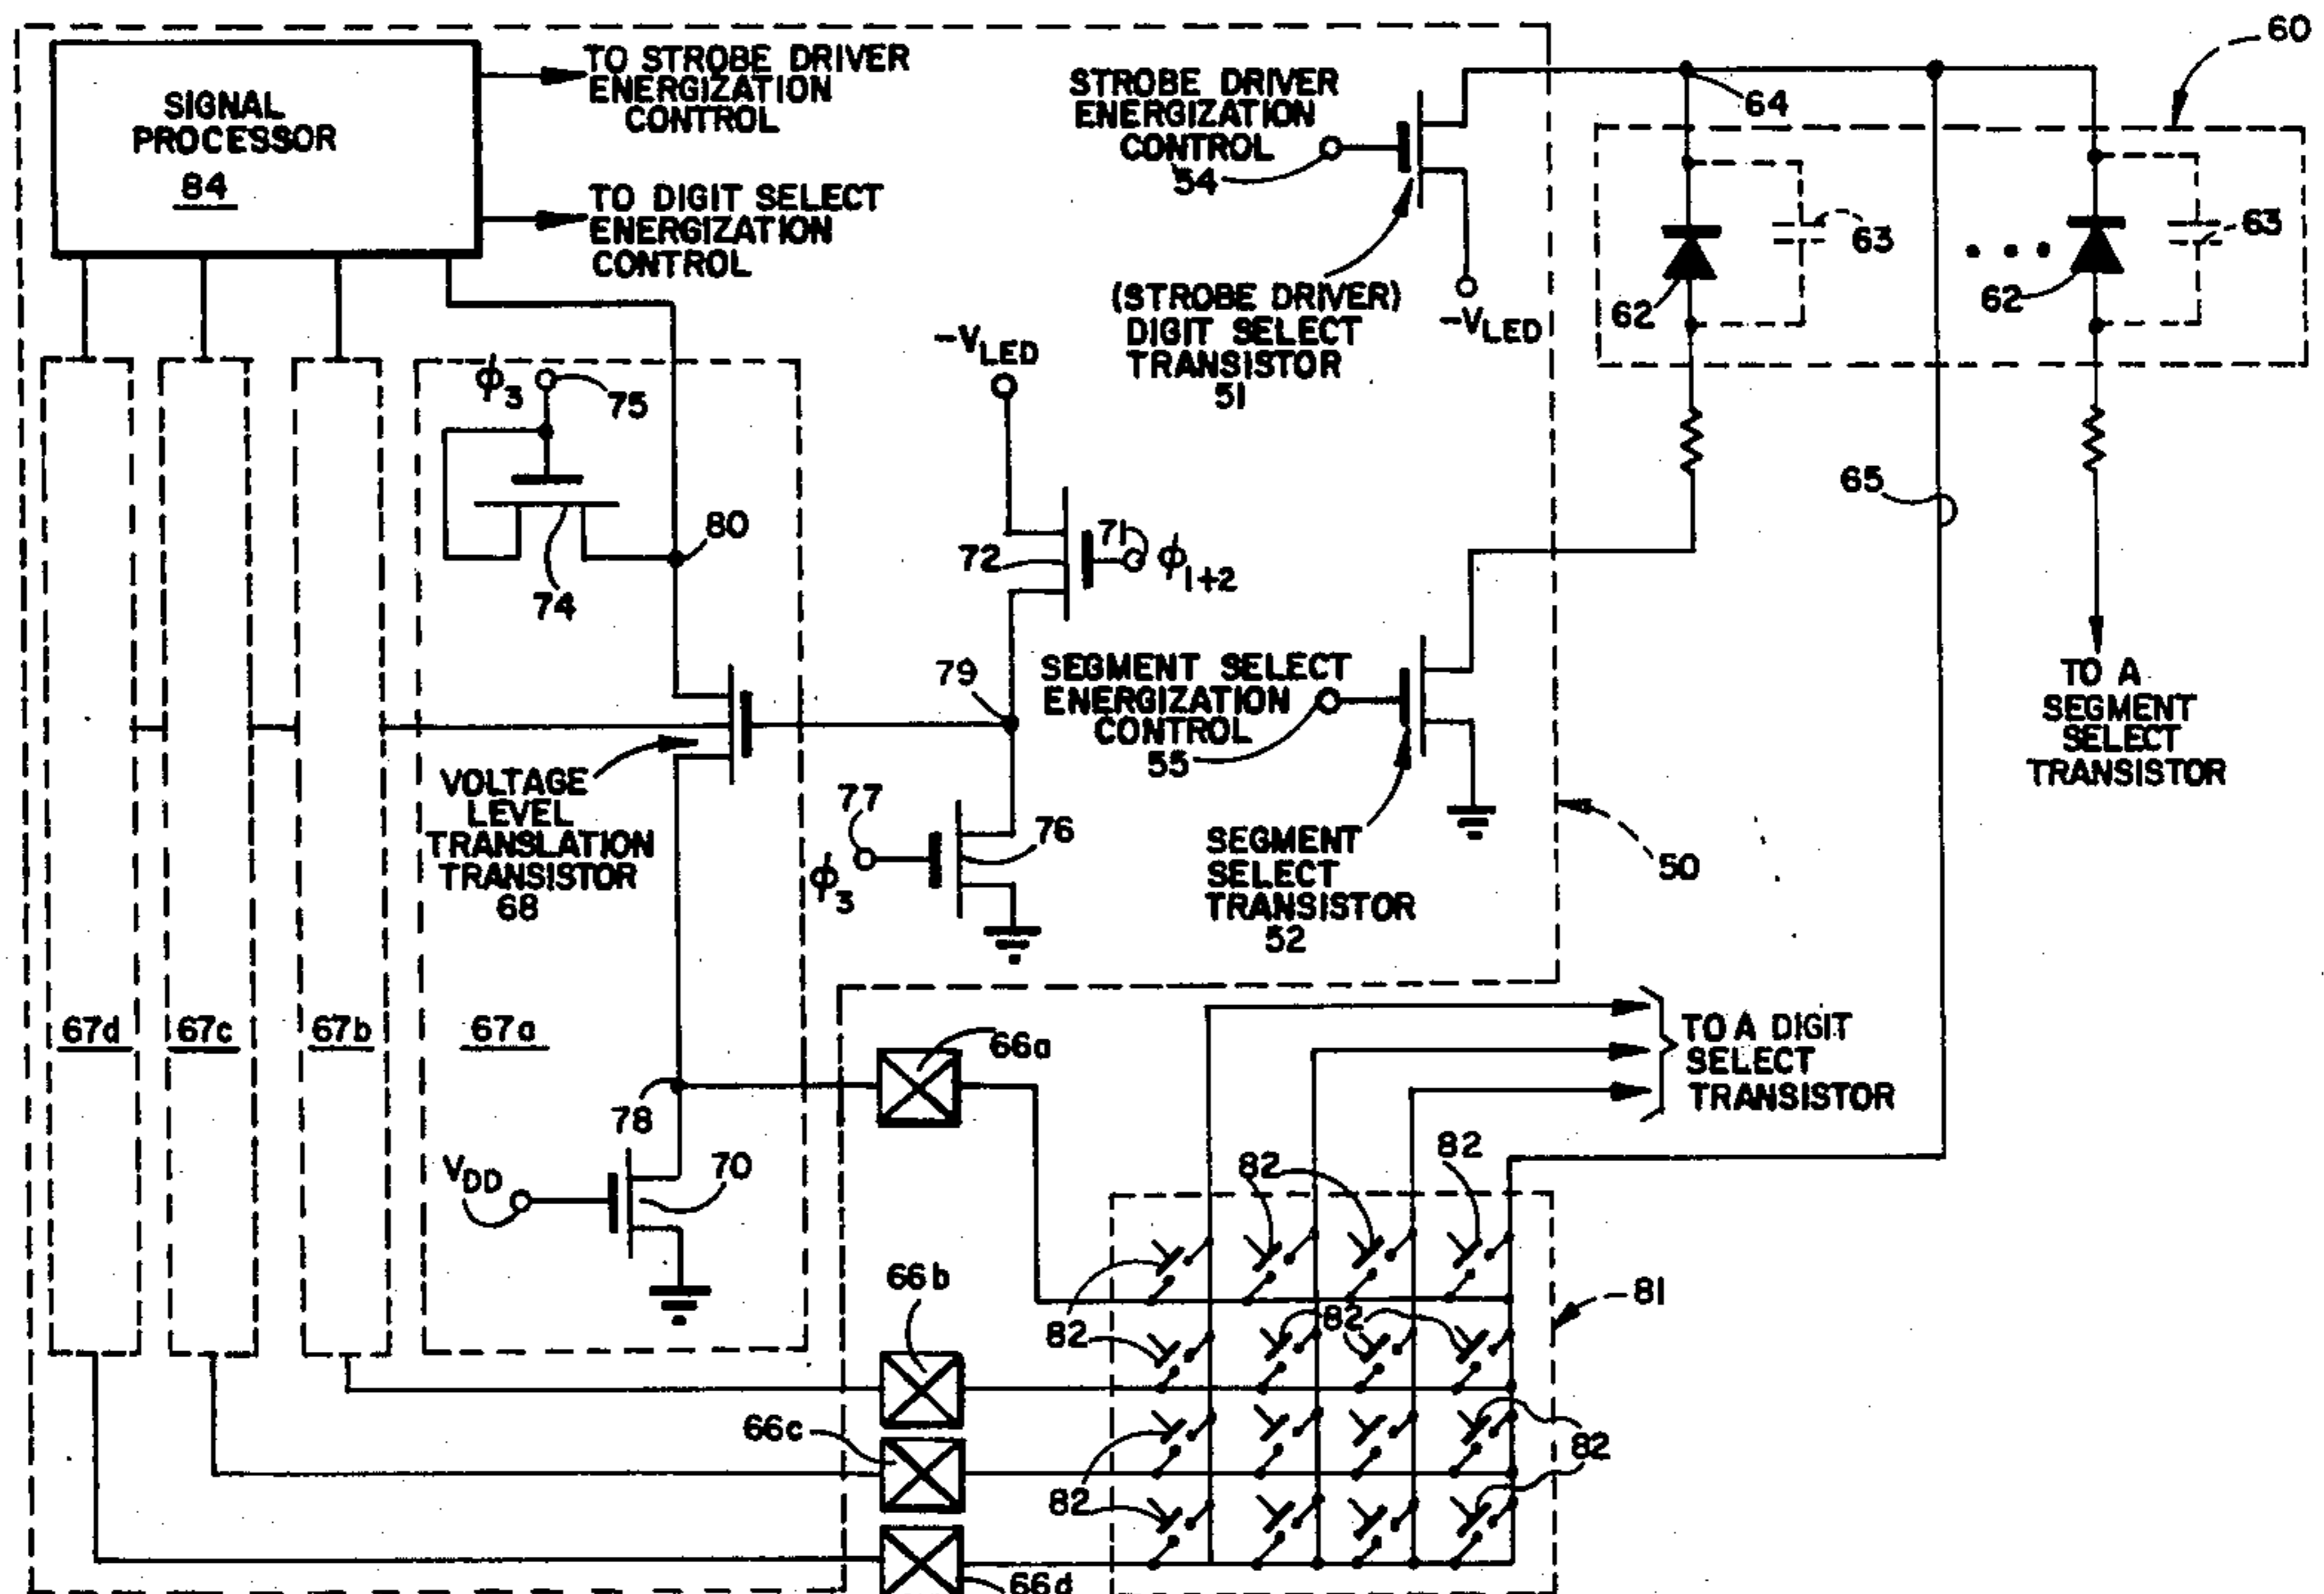 SIGNAL
PROCESSOR
84
TO STROBE DRIVER
ENERGIZATION
CONTROL
TO DIGIT SELECT
ENERGIZATION
CONTROL
STROBE DRIVER
ENERGIZATION
CONTROL
54
(STROBE DRIVER)
DIGIT SELECT
TRANSISTOR
51
-VLED
64
60
62
63
62
63
65
TO A
SEGMENT
SELECT
TRANSISTOR
-VLED
ϕ3
75
74
80
72
71
ϕ1+2
79
SEGMENT SELECT
ENERGIZATION
CONTROL
55
SEGMENT
SELECT
TRANSISTOR
52
50
VOLTAGE
LEVEL
TRANSLATION
TRANSISTOR
68
77
ϕ3
76
67d
67c
67b
67a
78
VDD
70
66a
66b
66c
66d
TO A DIGIT
SELECT
TRANSISTOR
82
82
82
82
82
81
82
82